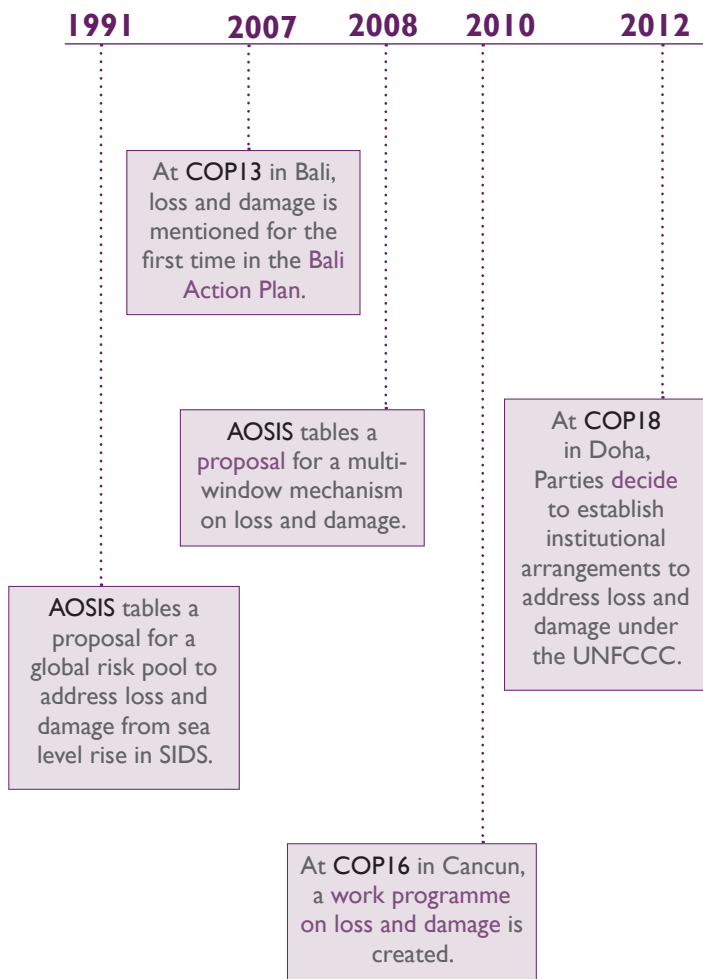 1991 2007 2008 2010 2012
At COP13 in Bali,
loss and damage is
mentioned for the
first time in the Bali
Action Plan.
AOSIS tables a
proposal for a multi-
window mechanism
on loss and damage.
At COP18
in Doha,
Parties decide
to establish
institutional
arrangements to
address loss and
damage under
the UNFCCC.
AOSIS tables a
proposal for a
global risk pool to
address loss and
damage from sea
level rise in SIDS.
At COP16 in Cancun,
a work programme
on loss and damage is
created.